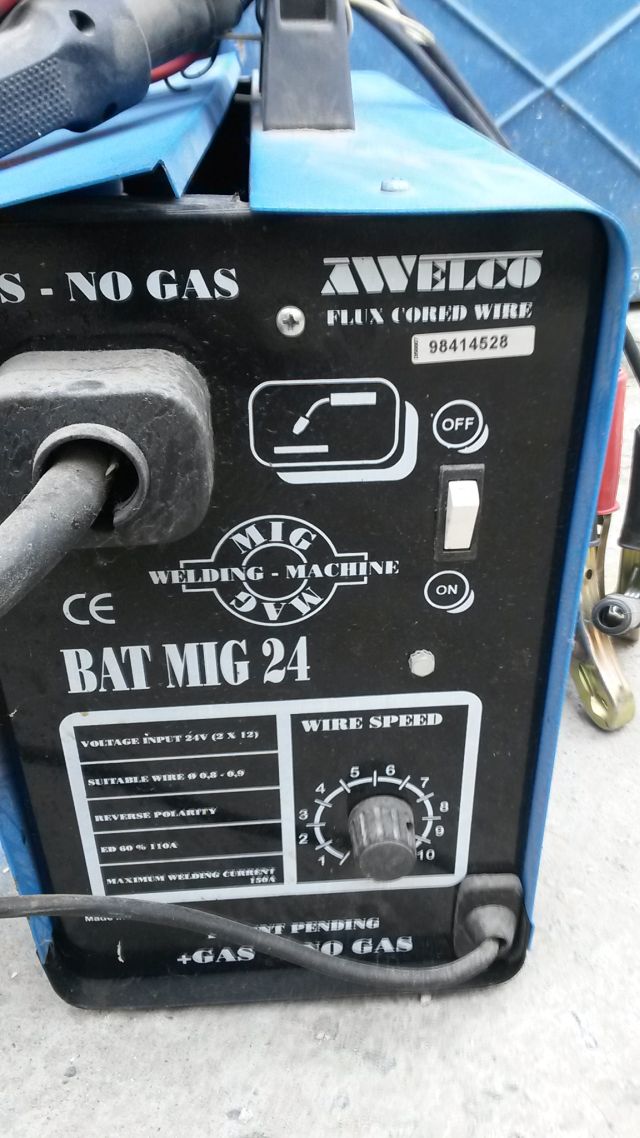 S - NO GAS
AWELCO
FLUX CORED WIRE
98414528
OFF
MIG
WELDING - MACHINE
MAG
ON
CE
BAT MIG 24
WIRE SPEED
VOLTAGE INPUT 24V (2 X 12)
SUITABLE WIRE Ø 0,8 - 0,9
REVERSE POLARITY
ED 60 % 110A
MAXIMUM WELDING CURRENT
150A
1 2 3 4 5 6 7 8 9 10
Made
PENDING
+GAS NO GAS